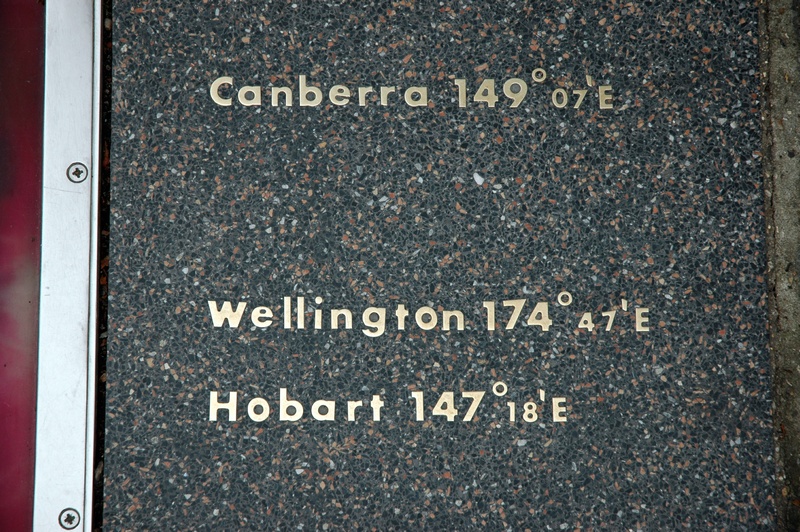 Canberra 149° 07'E
Wellington 174° 47'E
Hobart 147° 18'E